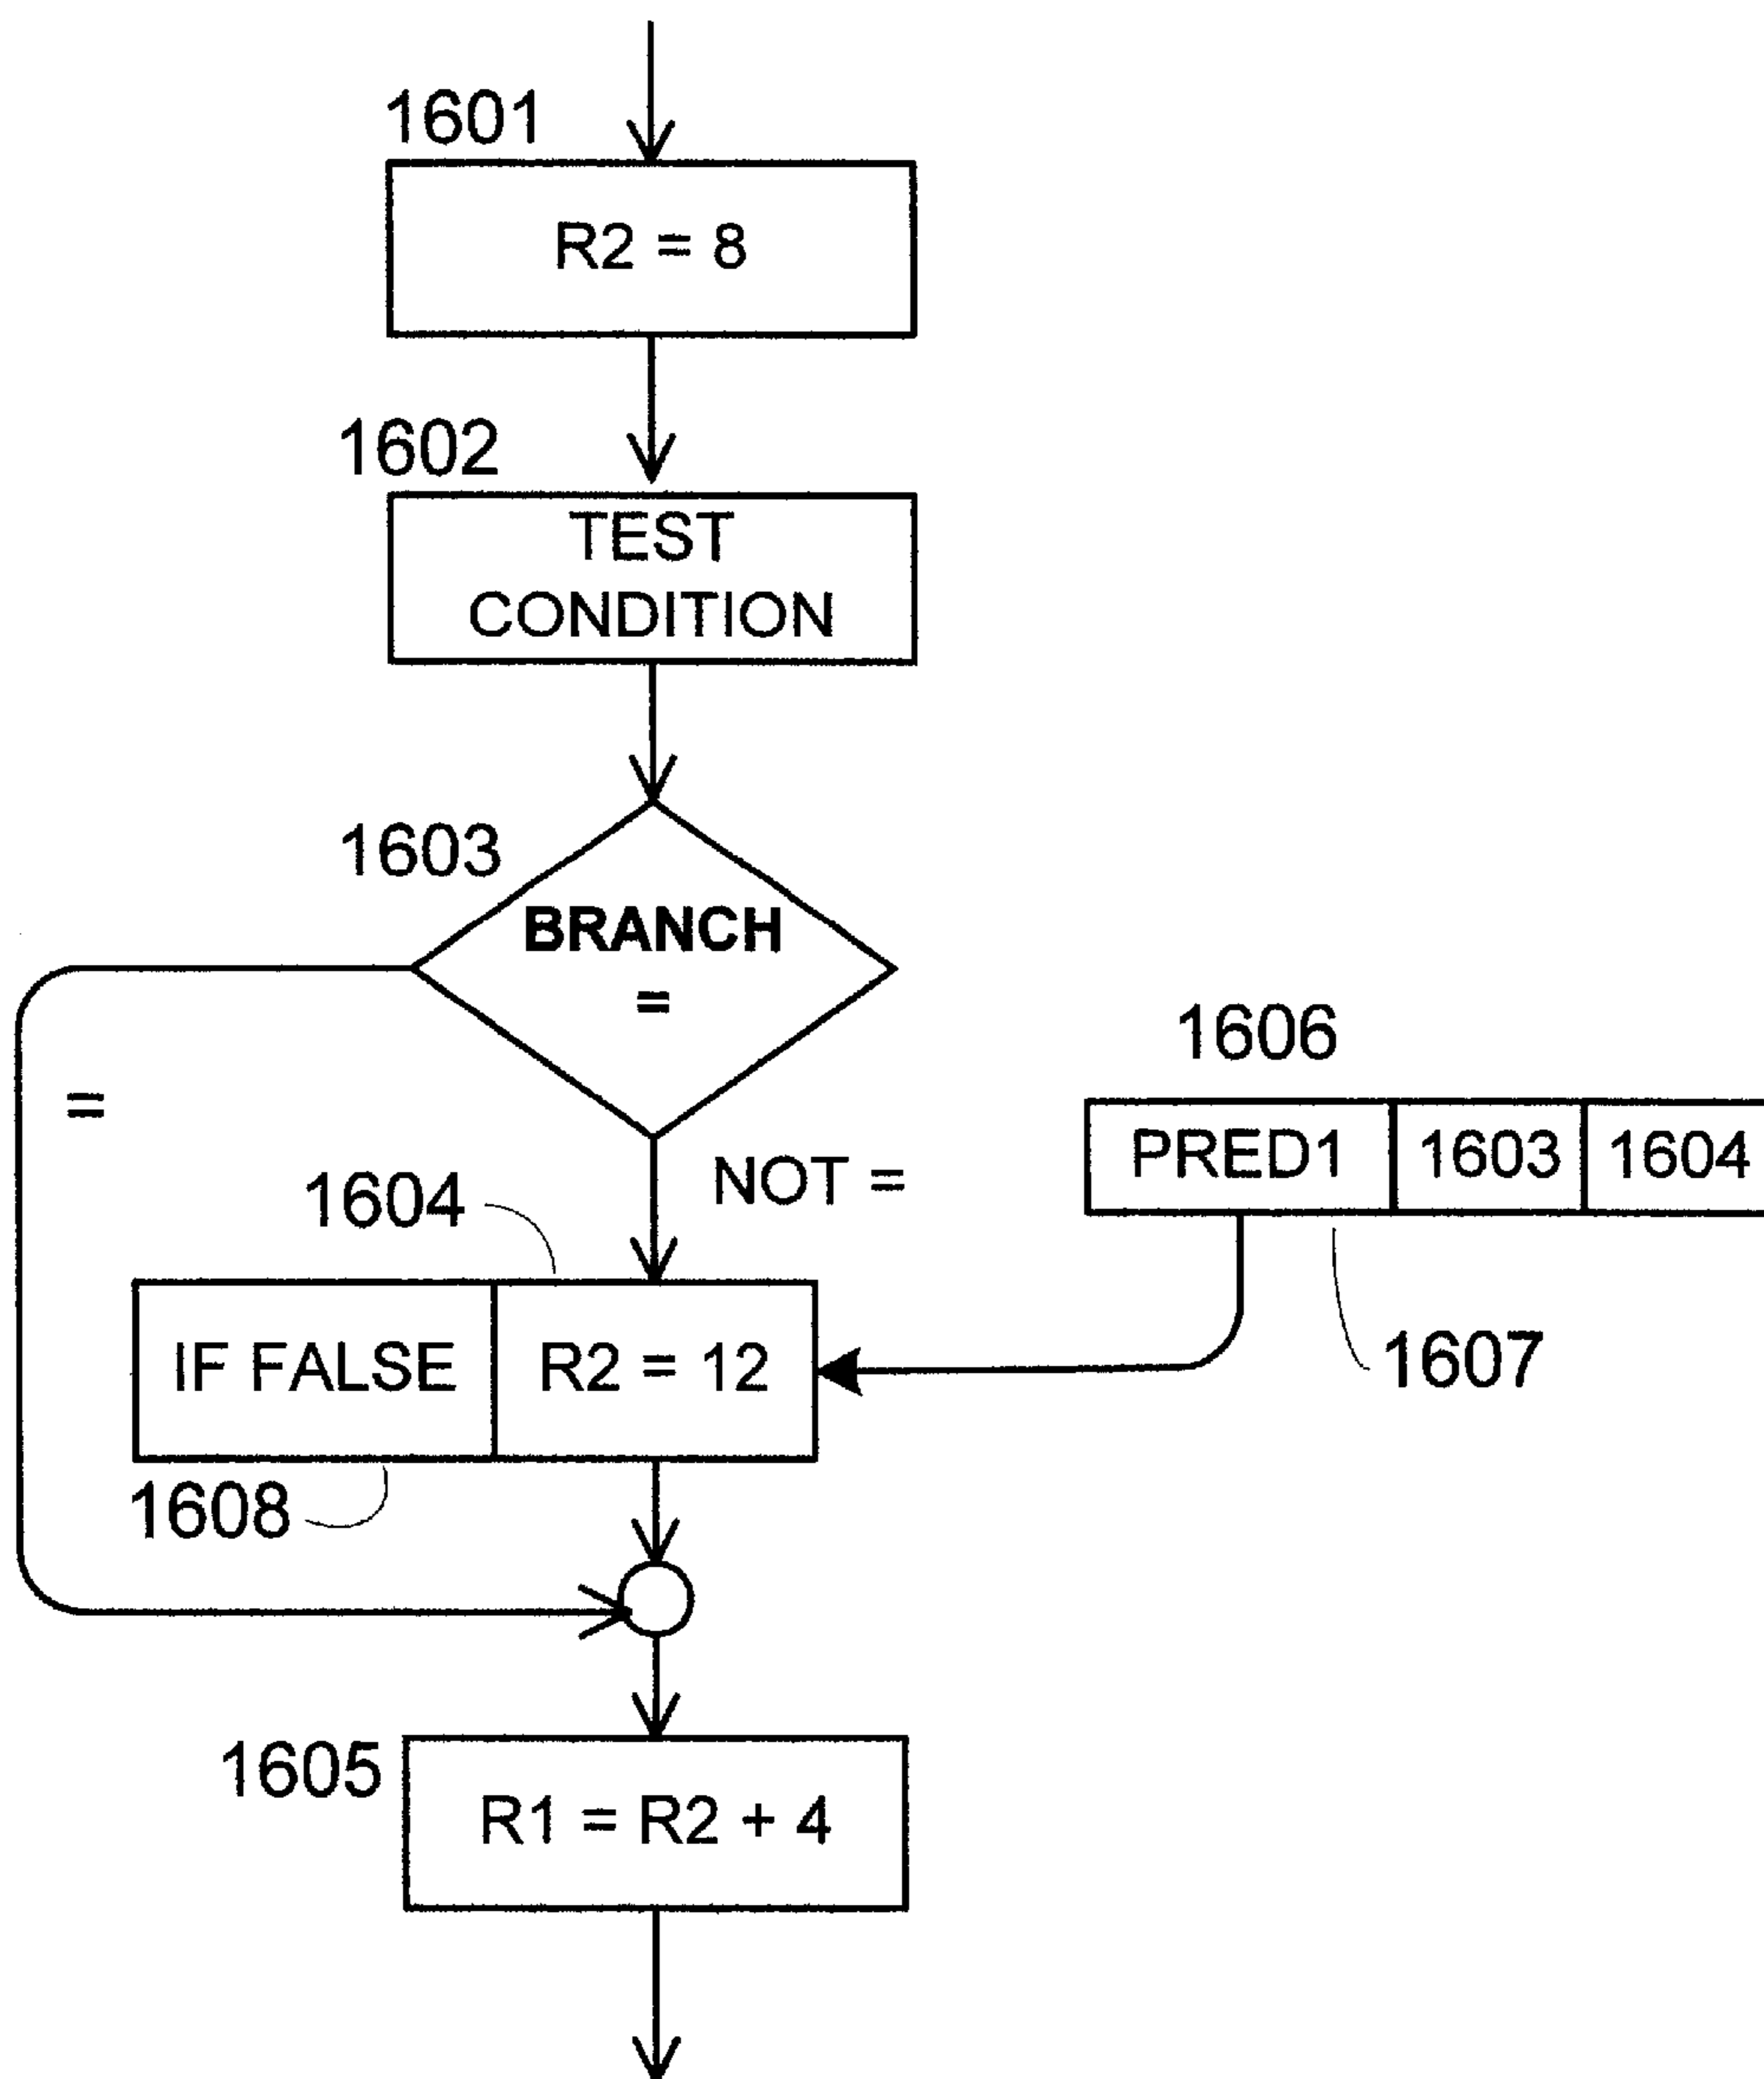 1601
R2 = 8
1602
TEST
CONDITION
1603
BRANCH
=
=
1606
PRED1 1603 1604
NOT =
1604
IF FALSE R2 = 12
1607
1608
1605
R1 = R2 + 4